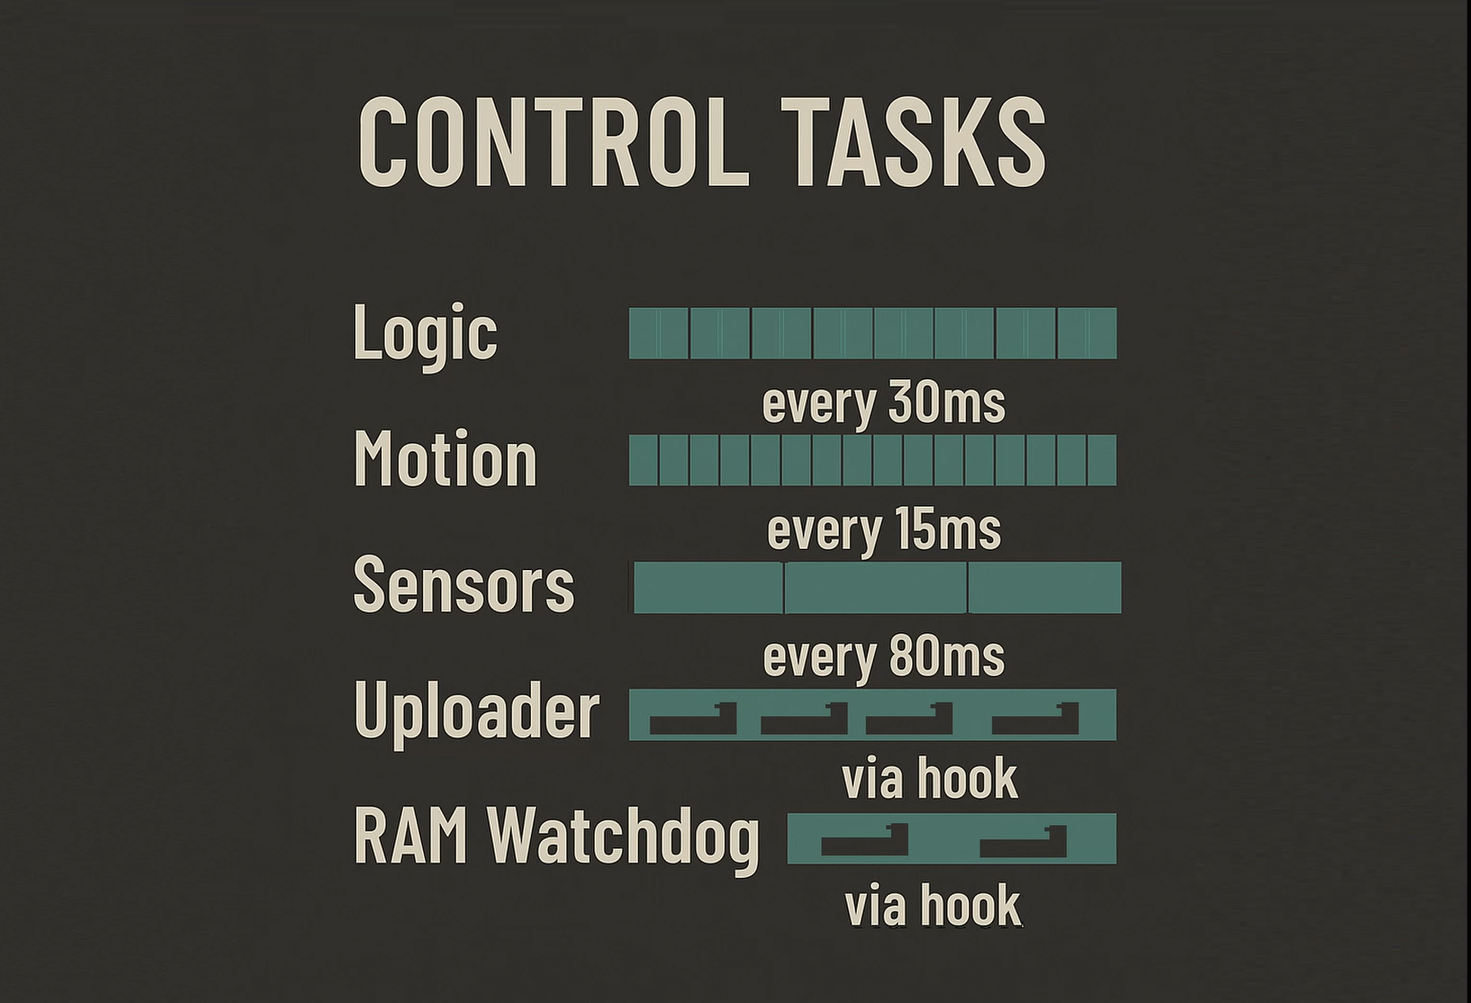 CONTROL TASKS
Logic
every 30ms
Motion
every 15ms
Sensors
every 80ms
Uploader
via hook
RAM Watchdog
via hook